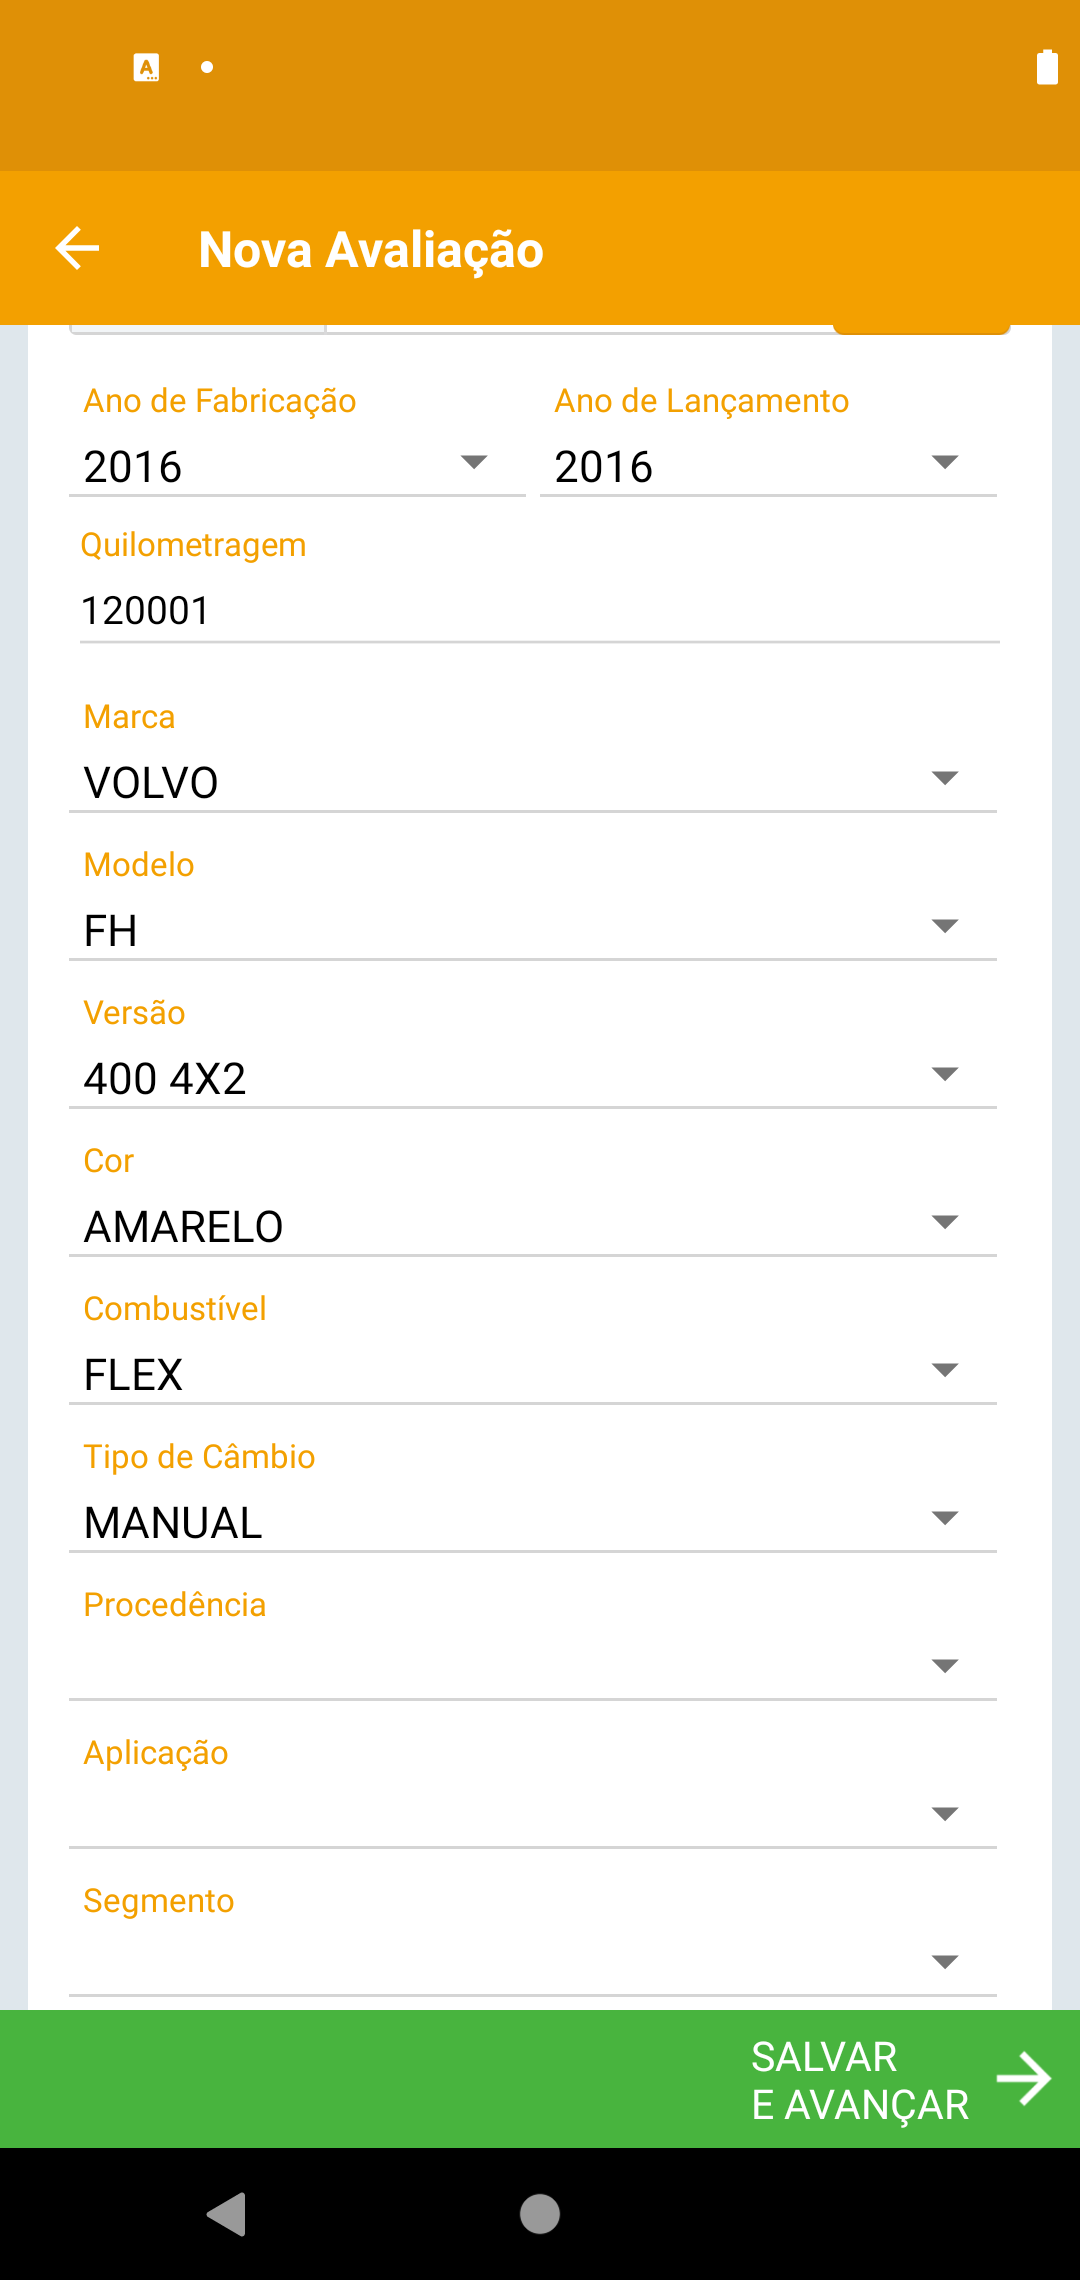 Nova Avaliação
Ano de Fabricação
Ano de Lançamento
2016
2016
Quilometragem
120001
Marca
VOLVO
Modelo
FH
Versão
400 4X2
Cor
AMARELO
Combustível
FLEX
Tipo de Câmbio
MANUAL
Procedência
Aplicação
Segmento
SALVAR
E AVANÇAR